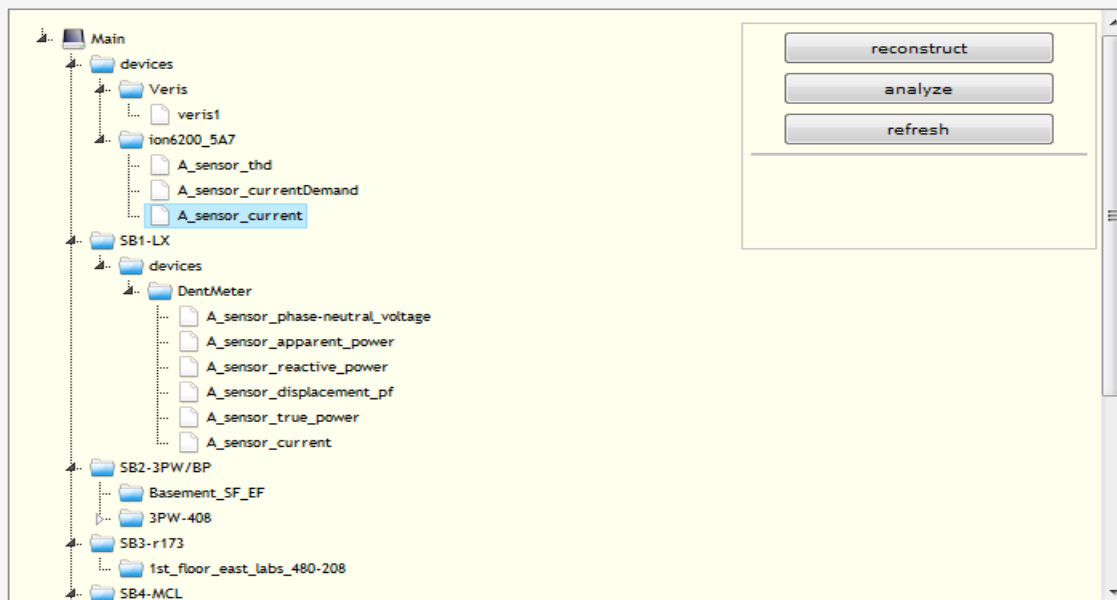 Main
devices
Veris
veris1
ion6200_5A7
A_sensor_thd
A_sensor_currentDemand
A_sensor_current
SB1-LX
devices
DentMeter
A_sensor_phase-neutral_voltage
A_sensor_apparent_power
A_sensor_reactive_power
A_sensor_displacement_pf
A_sensor_true_power
A_sensor_current
SB2-3PW/BP
Basement_SF_EF
3PW-408
SB3-r173
1st_floor_east_labs_480-208
SB4-MCL
reconstruct
analyze
refresh